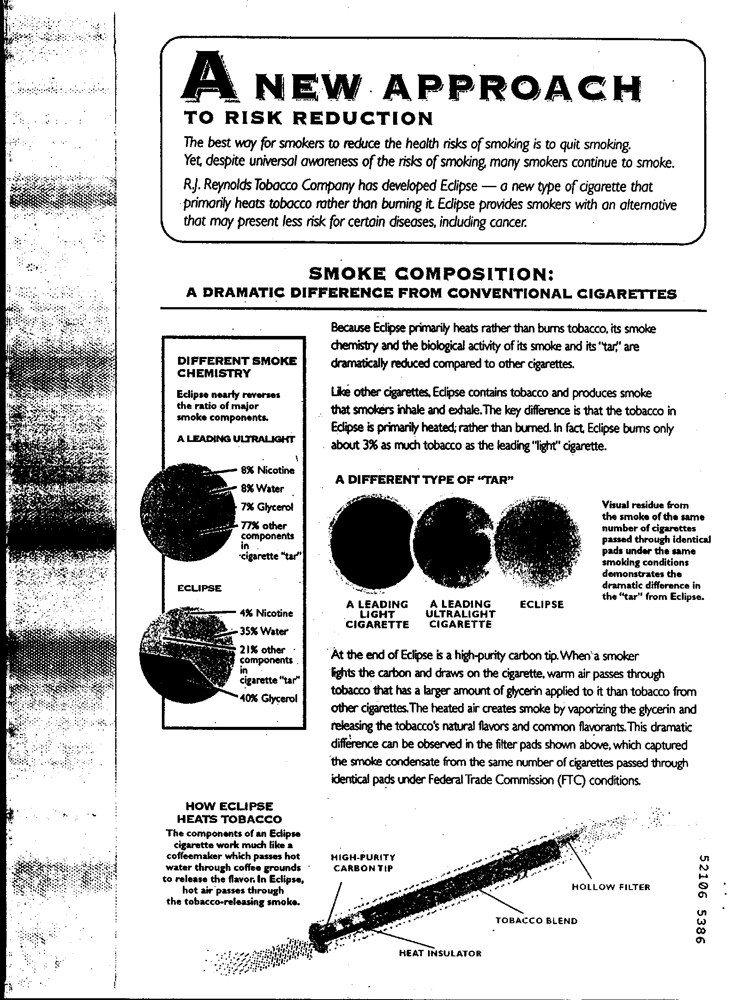 A NEW APPROACH
TO RISK REDUCTION
The best way for smokers to reduce the health risks of smoking is to quit smoking.
Yet, despite universal awareness of the risks of smoking, many smokers continue to smoke.
R.J. Reynolds Tobacco Company has developed Eclipse — a new type of cigarette that
primarily heats tobacco rather than burning it. Eclipse provides smokers with an alternative
that may present less risk for certain diseases, including cancer.
SMOKE COMPOSITION:
A DRAMATIC DIFFERENCE FROM CONVENTIONAL CIGARETTES
DIFFERENT SMOKE
CHEMISTRY
Eclipse nearly reverses
the ratio of major
smoke components.
A LEADING ULTRALIGHT
8% Nicotine
8% Water
7% Glycerol
77% other
components
in
cigarette "tar"
ECLIPSE
4% Nicotine
35% Water
21% other
components
in
cigarette "tar"
40% Glycerol
Because Eclipse primarily heats rather than burns tobacco, its smoke
chemistry and the biological activity of its smoke and its "tar," are
dramatically reduced compared to other cigarettes.
Like other cigarettes, Eclipse contains tobacco and produces smoke
that smokers inhale and exhale. The key difference is that the tobacco in
Eclipse is primarily heated; rather than burned. In fact, Eclipse burns only
about 3% as much tobacco as the leading "light" cigarette.
A DIFFERENT TYPE OF "TAR"
A LEADING
LIGHT
CIGARETTE
A LEADING
ULTRALIGHT
CIGARETTE
ECLIPSE
Visual residue from
the smoke of the same
number of cigarettes
passed through identical
pads under the same
smoking conditions
demonstrates the
dramatic difference in
the "tar" from Eclipse.
At the end of Eclipse is a high-purity carbon tip. When a smoker
lights the carbon and draws on the cigarette, warm air passes through
tobacco that has a larger amount of glycerin applied to it than tobacco from
other cigarettes. The heated air creates smoke by vaporizing the glycerin and
releasing the tobacco's natural flavors and common flavorants. This dramatic
difference can be observed in the filter pads shown above, which captured
the smoke condensate from the same number of cigarettes passed through
identical pads under Federal Trade Commission (FTC) conditions.
HOW ECLIPSE
HEATS TOBACCO
The components of an Eclipse
cigarette work much like a
coffeemaker which passes hot
water through coffee grounds
to release the flavor. In Eclipse,
hot air passes through
the tobacco-releasing smoke.
HIGH-PURITY
CARBON TIP
HOLLOW FILTER
TOBACCO BLEND
HEAT INSULATOR
52106 5386